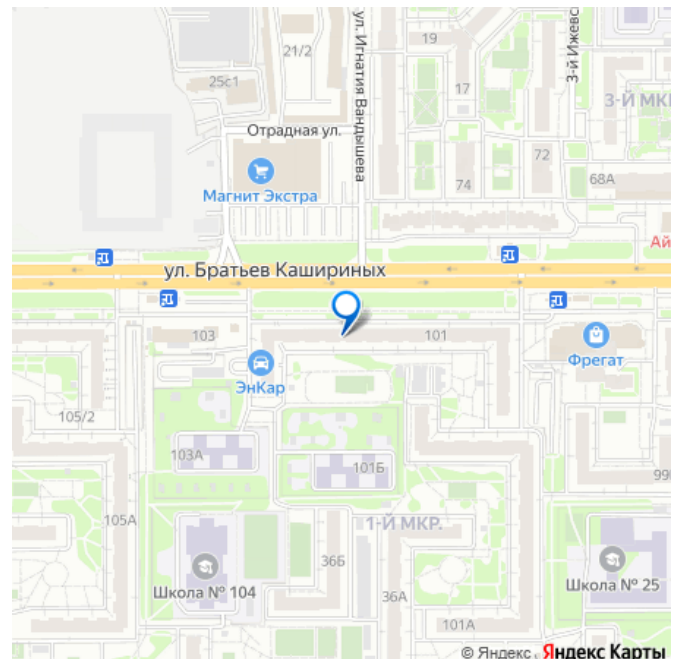 19
21/2
ул. Игнатия Вандышева
3-й Ижевс
25с1
17
3-Й МКР
Отрадная ул.
72
Магнит Экстра
74
68А
Ай
ул. Братьев Кашириных
103
101
Фрегат
ЭнКар
105/2
103А
101Б
99
105А
1-Й МКР.
36Б
Школа № 104
36А
Школа № 25
101А
© Яндекс Яндекс Карты